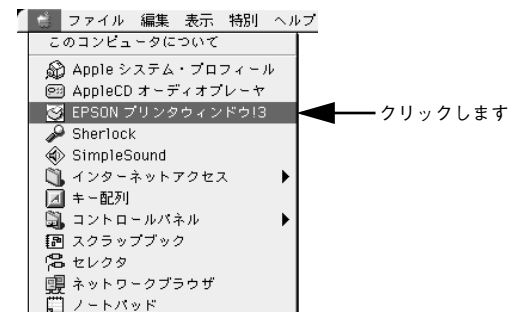 ファイル 編集 表示 特別 ヘルプ
このコンピュータについて
Apple システム・プロフィール
AppleCD オーディオプレーヤ
EPSON プリンタウィンドウ!3
クリックします
Sherlock
SimpleSound
インターネットアクセス
キー配列
コントロールパネル
スクラップブック
セレクタ
ネットワークブラウザ
ノートパッド